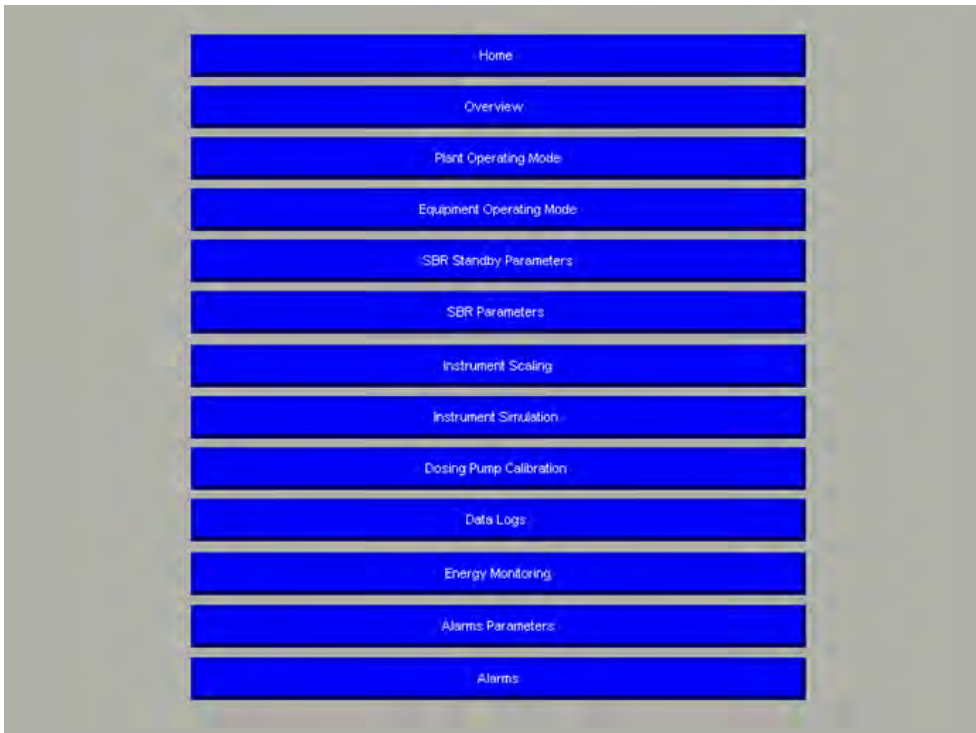 Home
Overview
Plant Operating Mode
Equipment Operating Mode
SBR Standby Parameters
SBR Parameters
Instrument Scaling
Instrument Simulation
Dosing Pump Calibration
Data Logs
Energy Monitoring
Alarms Parameters
Alarms